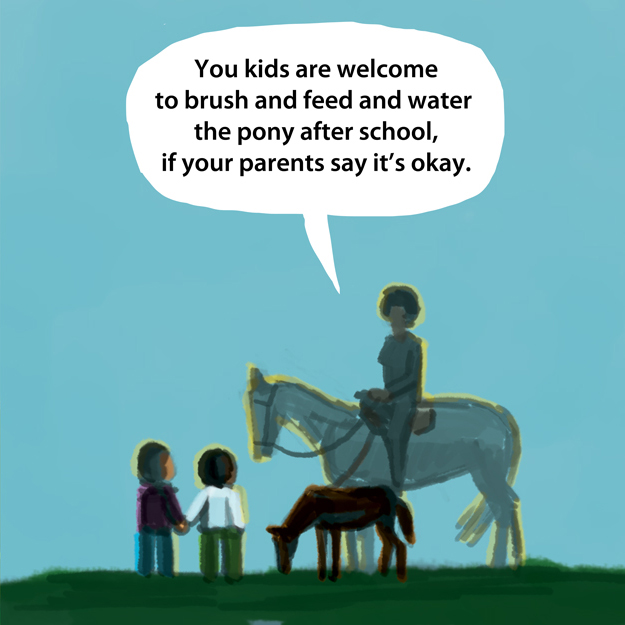 You kids are welcome
to brush and feed and water
the pony after school,
if your parents say it’s okay.